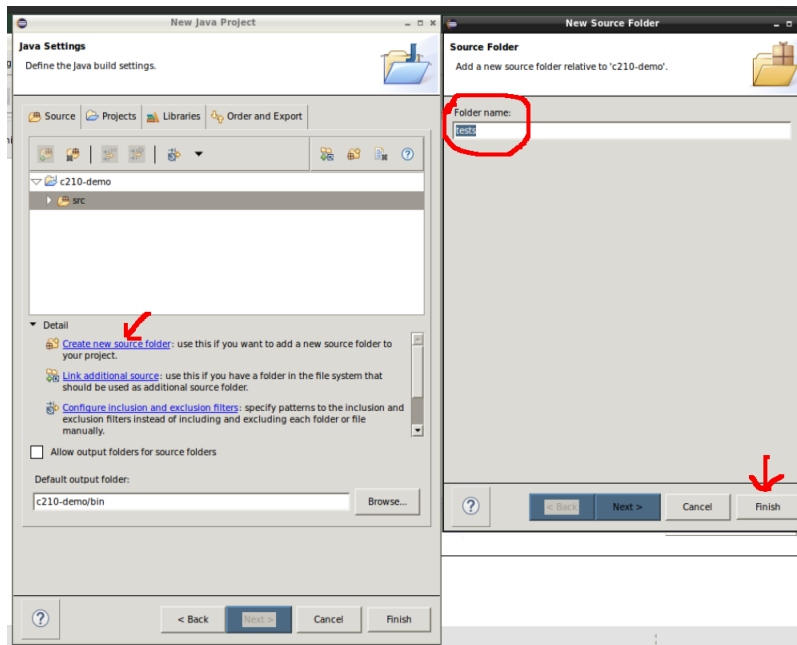 New Java Project
Java Settings
Define the Java build settings.
Source
Projects
Libraries
Order and Export
c210-demo
src
Detail
Create new source folder: use this if you want to add a new source folder to
your project.
Link additional source: use this if you have a folder in the file system that
should be used as additional source folder.
Configure inclusion and exclusion filters: specify patterns to the inclusion and
exclusion filters instead of including and excluding each folder or file
manually.
Allow output folders for source folders
Default output folder:
c210-demo/bin
Browse...
?
< Back
Next >
Cancel
Finish
New Source Folder
Source Folder
Add a new source folder relative to 'c210-demo'.
Folder name:
tests
?
< Back
Next >
Cancel
Finish